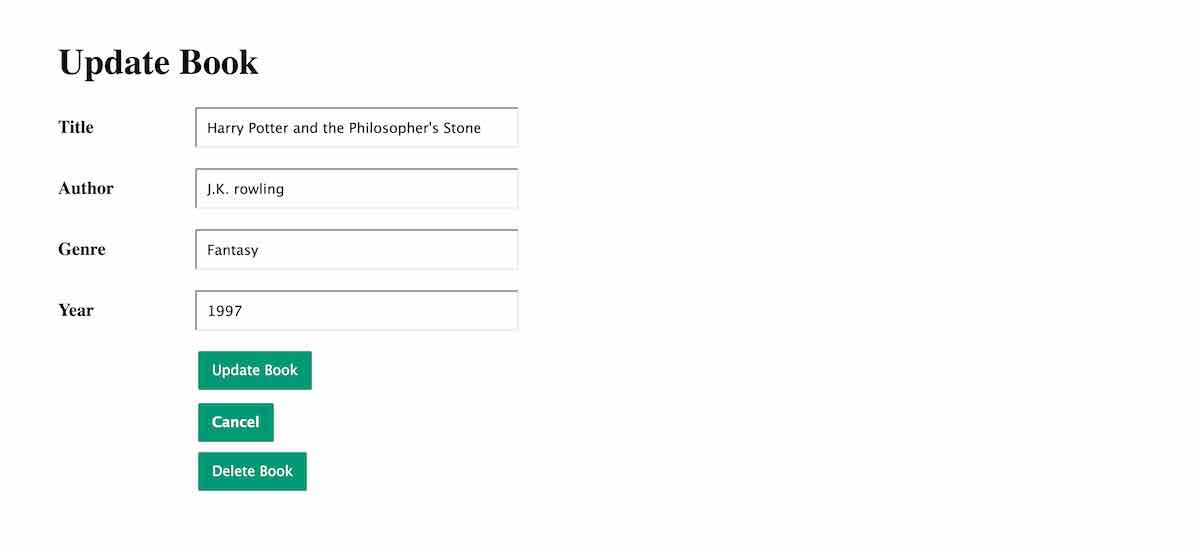 Update Book
Title Harry Potter and the Philosopher's Stone
Author J.K. rowling
Genre Fantasy
Year 1997
Update Book
Cancel
Delete Book